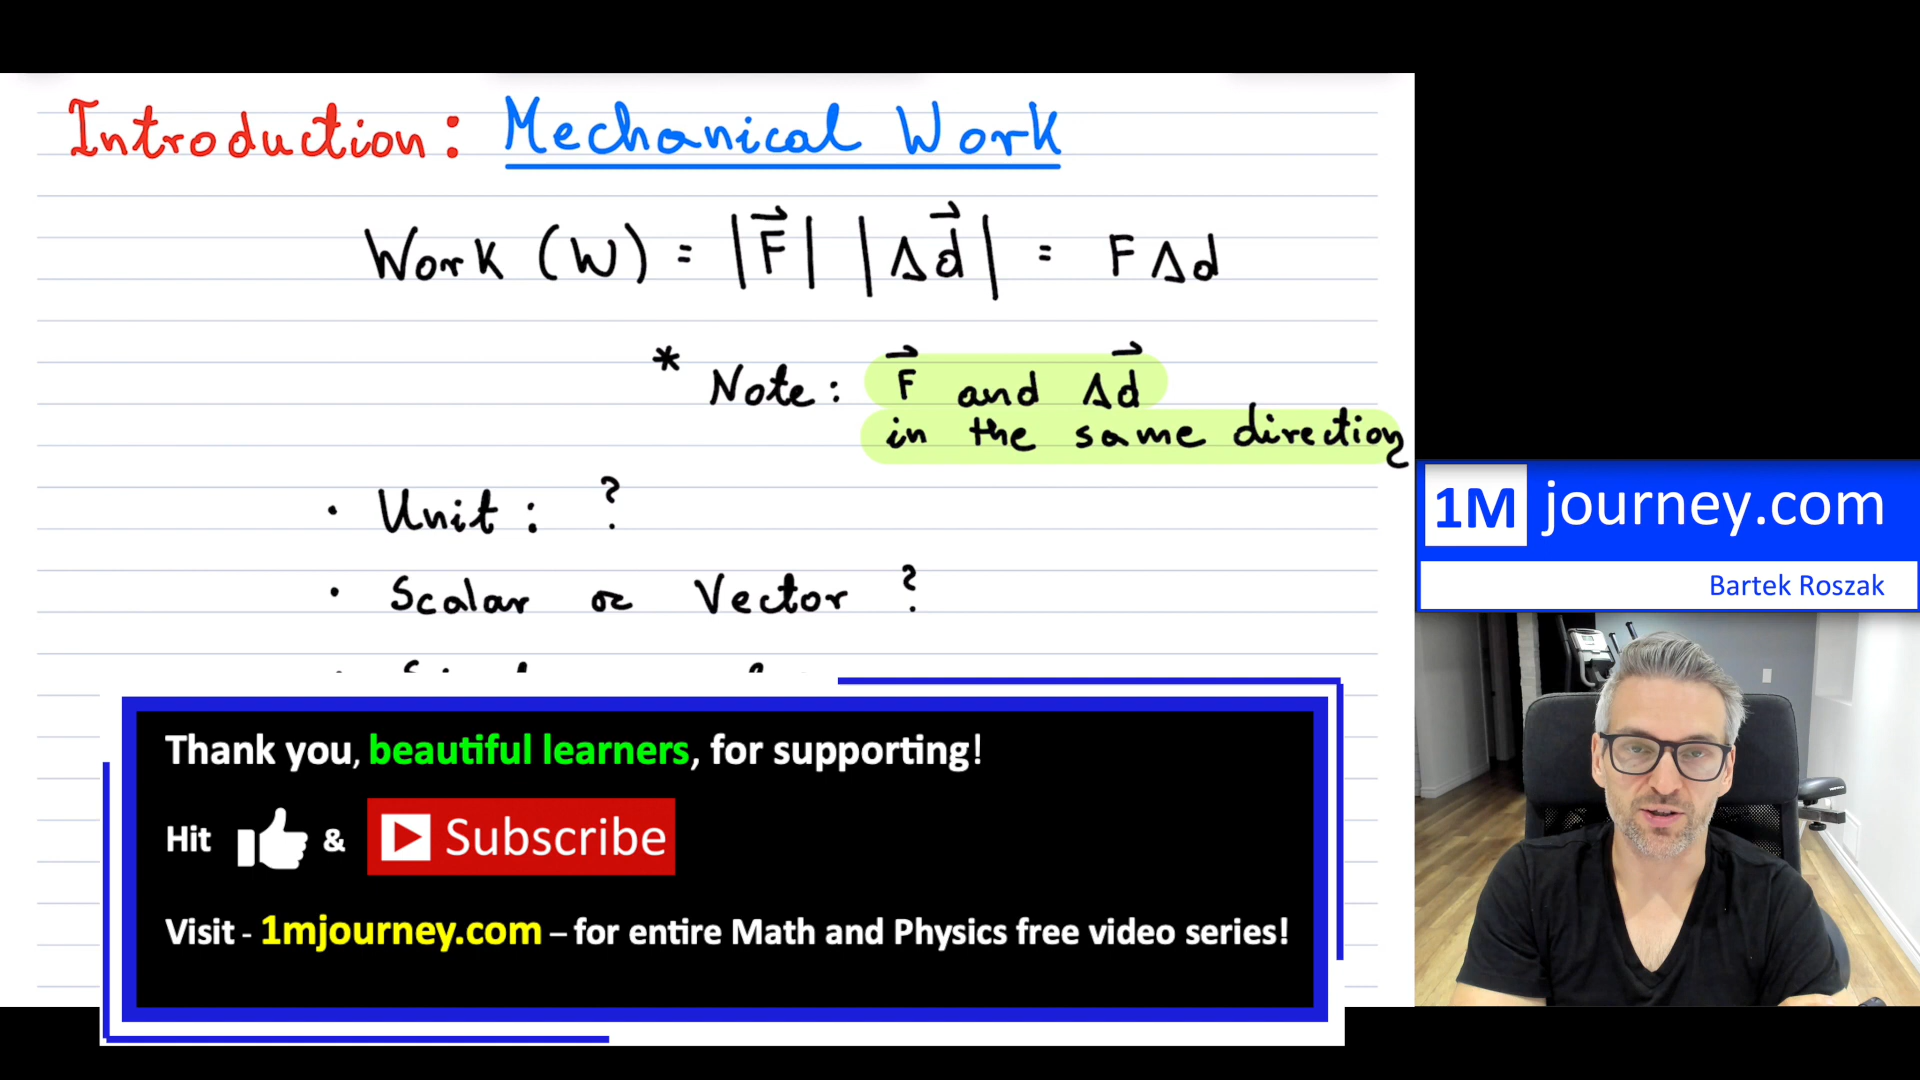 Introduction: Mechanical Work
Work (W) = |F⃗| |Δd⃗| = FΔd
* Note: F⃗ and Δd⃗
in the same direction
• Unit: ?
• Scalar or Vector ?
1M journey.com
Bartek Roszak
Thank you, beautiful learners, for supporting!
Hit & Subscribe
Visit - 1mjourney.com – for entire Math and Physics free video series!